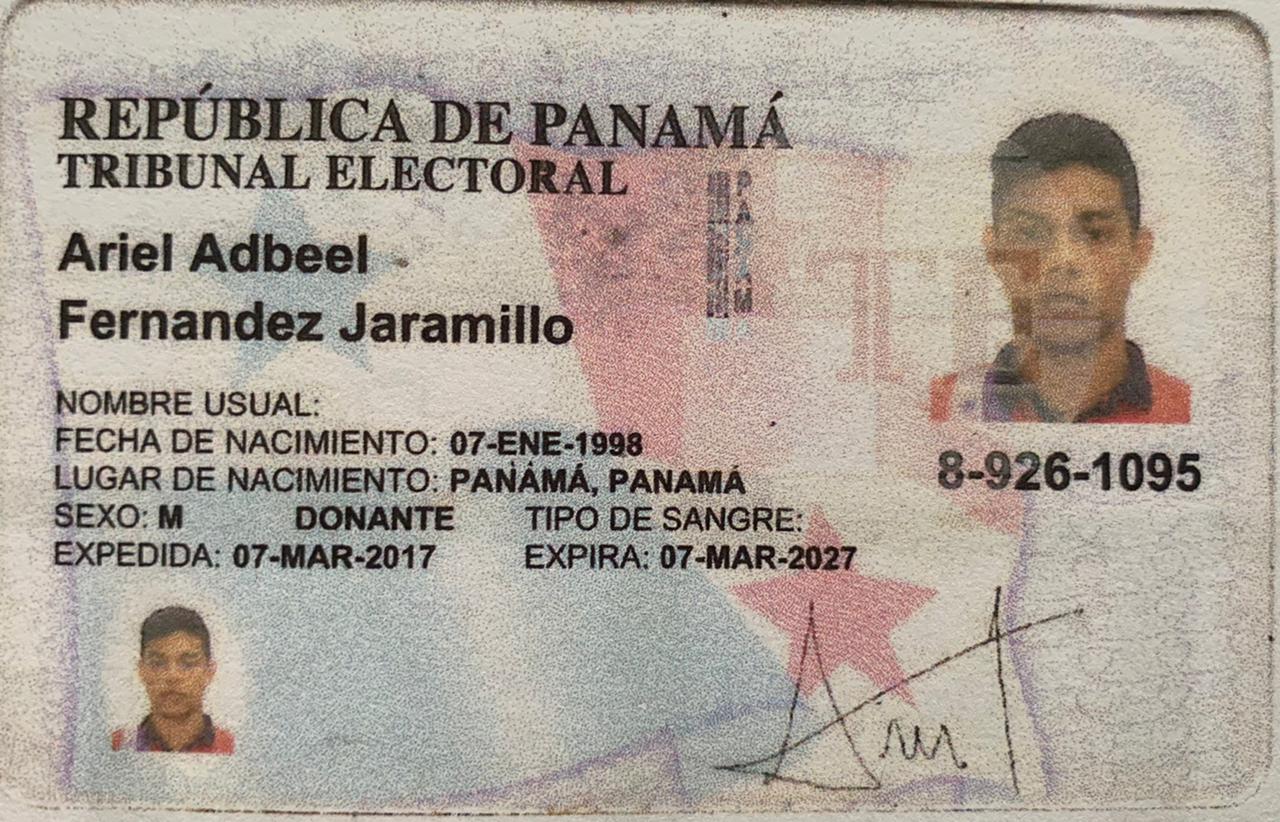 REPÚBLICA DE PANAMÁ
TRIBUNAL ELECTORAL
Ariel Adbeel
Fernandez Jaramillo
NOMBRE USUAL:
FECHA DE NACIMIENTO: 07-ENE-1998
LUGAR DE NACIMIENTO: PANAMÁ, PANAMÁ
SEXO: M DONANTE TIPO DE SANGRE:
EXPEDIDA: 07-MAR-2017 EXPIRA: 07-MAR-2027
8-926-1095
PANAMA
TE